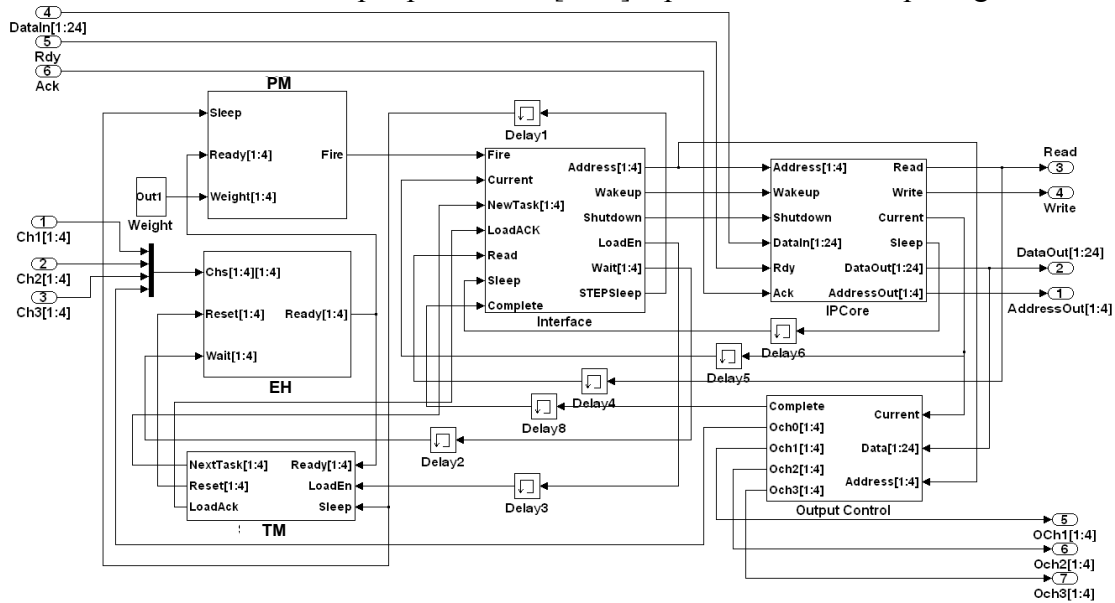 4
DataIn[1:24]
5
Rdy
6
Ack
PM
Sleep
Ready[1:4]
Fire
Weight[1:4]
Out1
Weight
1
Ch1[1:4]
2
Ch2[1:4]
3
Ch3[1:4]
Chs[1:4][1:4]
Reset[1:4]
Ready[1:4]
Wait[1:4]
EH
NextTask[1:4]
Ready[1:4]
Reset[1:4]
LoadEn
LoadAck
Sleep
TM
Delay1
Fire
Address[1:4]
Current
Wakeup
NewTask[1:4]
Shutdown
LoadACK
LoadEn
Read
Wait[1:4]
Sleep
STEPSleep
Complete
Interface
Address[1:4]
Read
Wakeup
Write
Shutdown
Current
DataIn[1:24]
Sleep
Rdy
DataOut[1:24]
Ack
AddressOut[1:4]
IPCore
Delay6
Delay5
Delay4
Delay8
Delay2
Delay3
Complete
Current
Och0[1:4]
Och1[1:4]
Data[1:24]
Och2[1:4]
Address[1:4]
Och3[1:4]
Output Control
Read
3
4
Write
DataOut[1:24]
2
1
AddressOut[1:4]
5
OCh1[1:4]
6
Och2[1:4]
7
Och3[1:4]